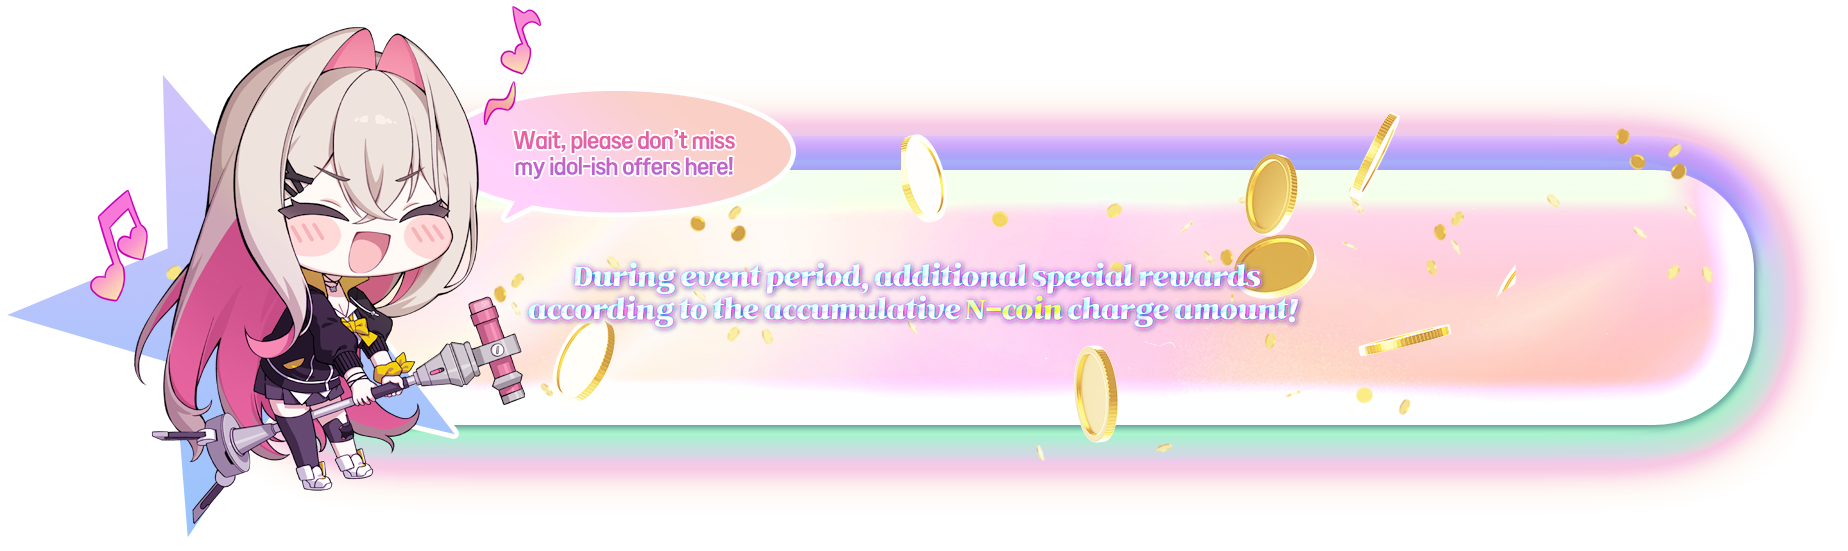 Wait, please don't miss
my idol-ish offers here!
During event period, additional special rewards
according to the accumulative N-coin charge amount!